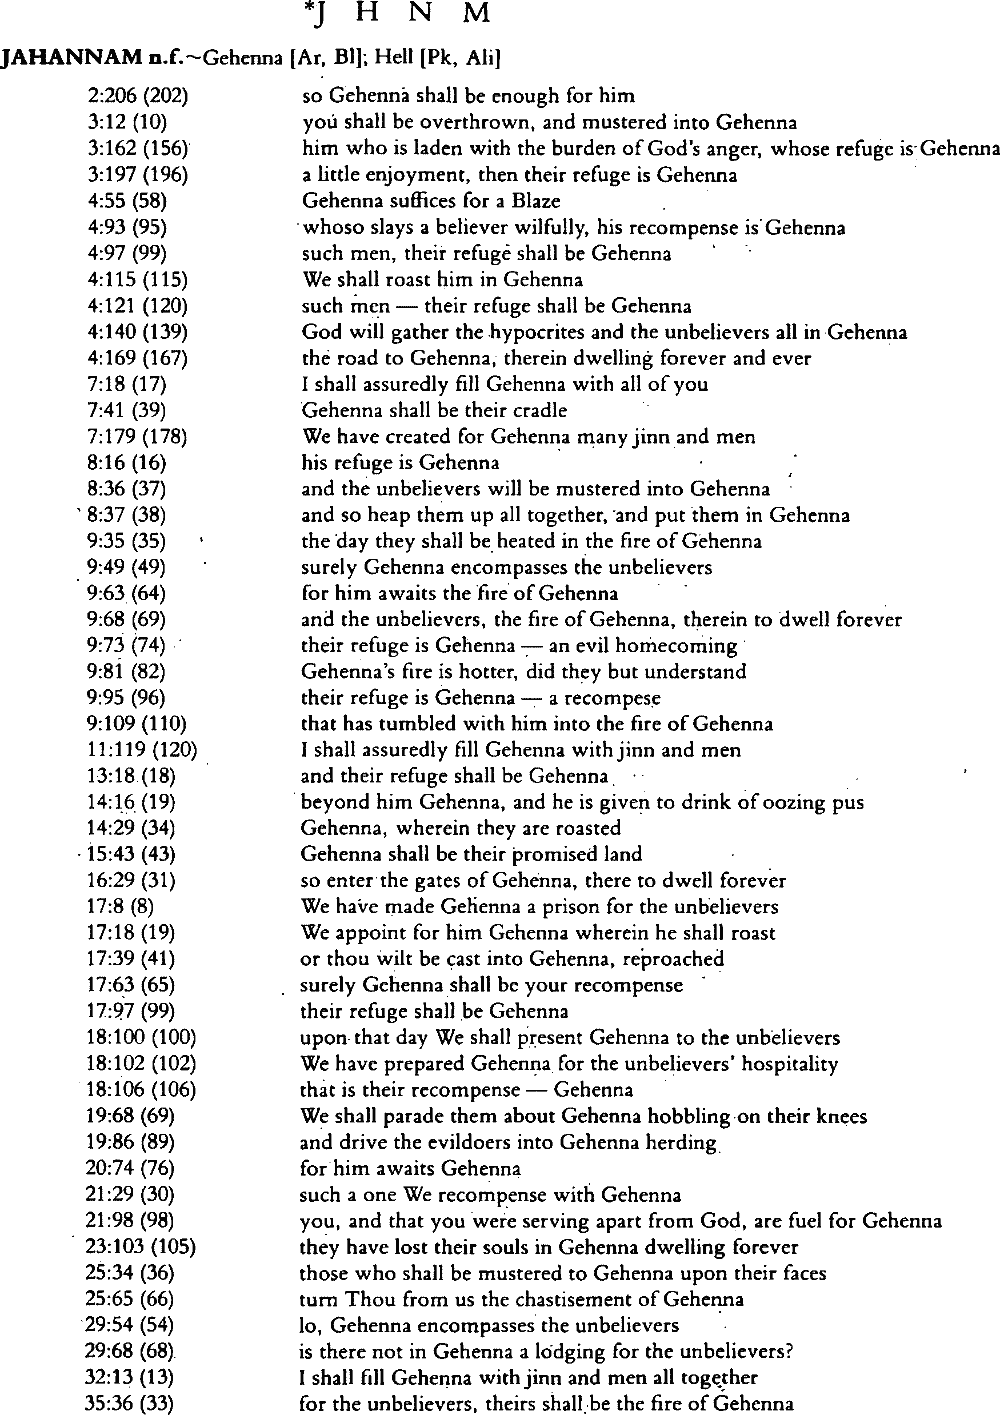 *J H N M
JAHANNAM n.f.~Gehenna [Ar, Bl]; Hell [Pk, Ali]
2:206 (202) so Gehenna shall be enough for him
3:12 (10) you shall be overthrown, and mustered into Gehenna
3:162 (156) him who is laden with the burden of God's anger, whose refuge is Gehenna
3:197 (196) a little enjoyment, then their refuge is Gehenna
4:55 (58) Gehenna suffices for a Blaze
4:93 (95) whoso slays a believer wilfully, his recompense is Gehenna
4:97 (99) such men, their refuge shall be Gehenna
4:115 (115) We shall roast him in Gehenna
4:121 (120) such men — their refuge shall be Gehenna
4:140 (139) God will gather the hypocrites and the unbelievers all in Gehenna
4:169 (167) the road to Gehenna, therein dwelling forever and ever
7:18 (17) I shall assuredly fill Gehenna with all of you
7:41 (39) Gehenna shall be their cradle
7:179 (178) We have created for Gehenna many jinn and men
8:16 (16) his refuge is Gehenna
8:36 (37) and the unbelievers will be mustered into Gehenna
8:37 (38) and so heap them up all together, and put them in Gehenna
9:35 (35) the day they shall be heated in the fire of Gehenna
9:49 (49) surely Gehenna encompasses the unbelievers
9:63 (64) for him awaits the fire of Gehenna
9:68 (69) and the unbelievers, the fire of Gehenna, therein to dwell forever
9:73 (74) their refuge is Gehenna — an evil homecoming
9:81 (82) Gehenna's fire is hotter, did they but understand
9:95 (96) their refuge is Gehenna — a recompese
9:109 (110) that has tumbled with him into the fire of Gehenna
11:119 (120) I shall assuredly fill Gehenna with jinn and men
13:18 (18) and their refuge shall be Gehenna
14:16 (19) beyond him Gehenna, and he is given to drink of oozing pus
14:29 (34) Gehenna, wherein they are roasted
15:43 (43) Gehenna shall be their promised land
16:29 (31) so enter the gates of Gehenna, there to dwell forever
17:8 (8) We have made Gehenna a prison for the unbelievers
17:18 (19) We appoint for him Gehenna wherein he shall roast
17:39 (41) or thou wilt be cast into Gehenna, reproached
17:63 (65) surely Gehenna shall be your recompense
17:97 (99) their refuge shall be Gehenna
18:100 (100) upon that day We shall present Gehenna to the unbelievers
18:102 (102) We have prepared Gehenna for the unbelievers' hospitality
18:106 (106) that is their recompense — Gehenna
19:68 (69) We shall parade them about Gehenna hobbling on their knees
19:86 (89) and drive the evildoers into Gehenna herding
20:74 (76) for him awaits Gehenna
21:29 (30) such a one We recompense with Gehenna
21:98 (98) you, and that you were serving apart from God, are fuel for Gehenna
23:103 (105) they have lost their souls in Gehenna dwelling forever
25:34 (36) those who shall be mustered to Gehenna upon their faces
25:65 (66) turn Thou from us the chastisement of Gehenna
29:54 (54) lo, Gehenna encompasses the unbelievers
29:68 (68) is there not in Gehenna a lodging for the unbelievers?
32:13 (13) I shall fill Gehenna with jinn and men all together
35:36 (33) for the unbelievers, theirs shall be the fire of Gehenna